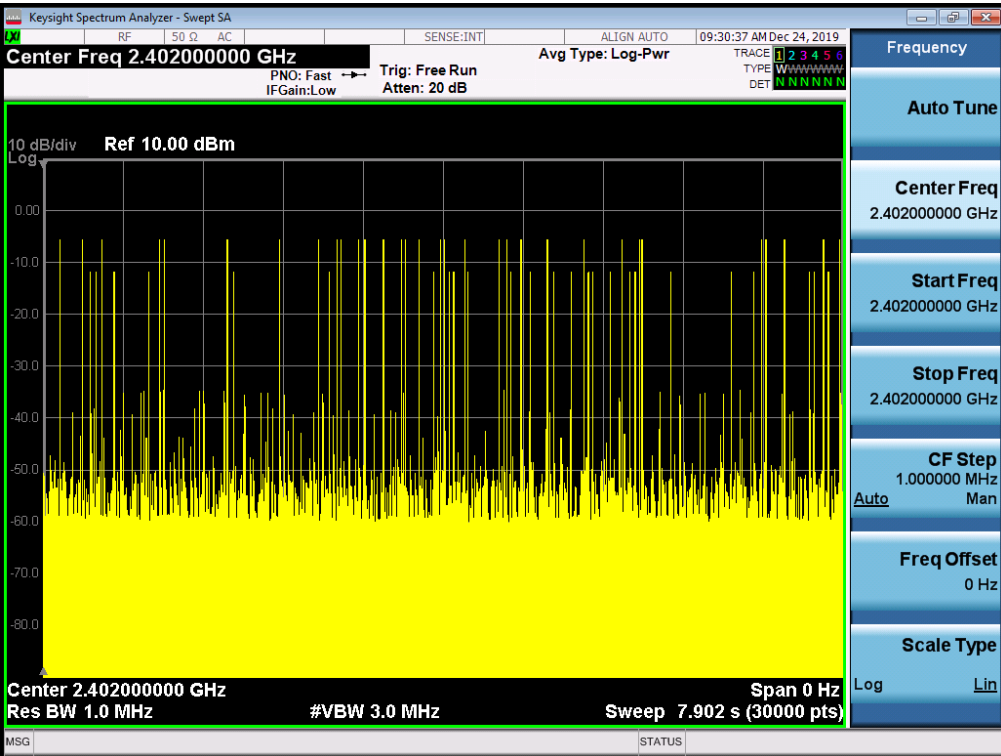 Keysight Spectrum Analyzer - Swept SA
LXI RF 50 Ω AC SENSE:INT ALIGN AUTO 09:30:37 AM Dec 24, 2019
Center Freq 2.402000000 GHz
PNO: Fast
IFGain:Low
Trig: Free Run
Atten: 20 dB
Avg Type: Log-Pwr
TRACE 1 2 3 4 5 6
TYPE WWWWWW
DET N N N N N N
10 dB/div Ref 10.00 dBm
Log
0.00
-10.0
-20.0
-30.0
-40.0
-50.0
-60.0
-70.0
-80.0
Center 2.402000000 GHz Span 0 Hz
Res BW 1.0 MHz #VBW 3.0 MHz Sweep 7.902 s (30000 pts)
MSG STATUS
Frequency
Auto Tune
Center Freq
2.402000000 GHz
Start Freq
2.402000000 GHz
Stop Freq
2.402000000 GHz
CF Step
1.000000 MHz
Auto Man
Freq Offset
0 Hz
Scale Type
Log Lin